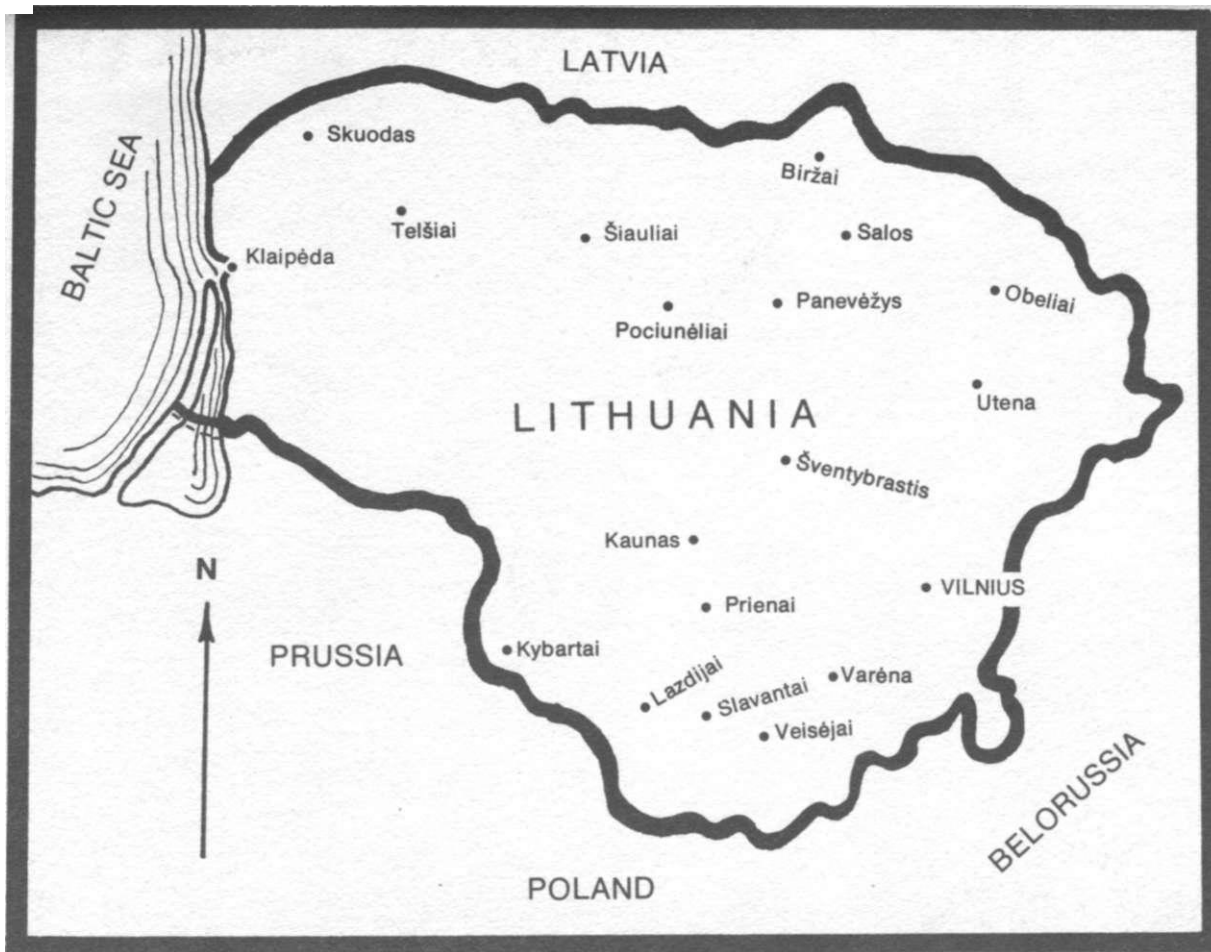 LATVIA
Skuodas
Biržai
BALTIC SEA
Telšiai
Šiauliai
Salos
Klaipėda
Obeliai
Panevėžys
Pociunėliai
LITHUANIA
Utena
Šventybrastis
Kaunas
N
VILNIUS
Prienai
PRUSSIA
Kybartai
Lazdijai
Slavantai
Varėna
Veisėjai
BELORUSSIA
POLAND